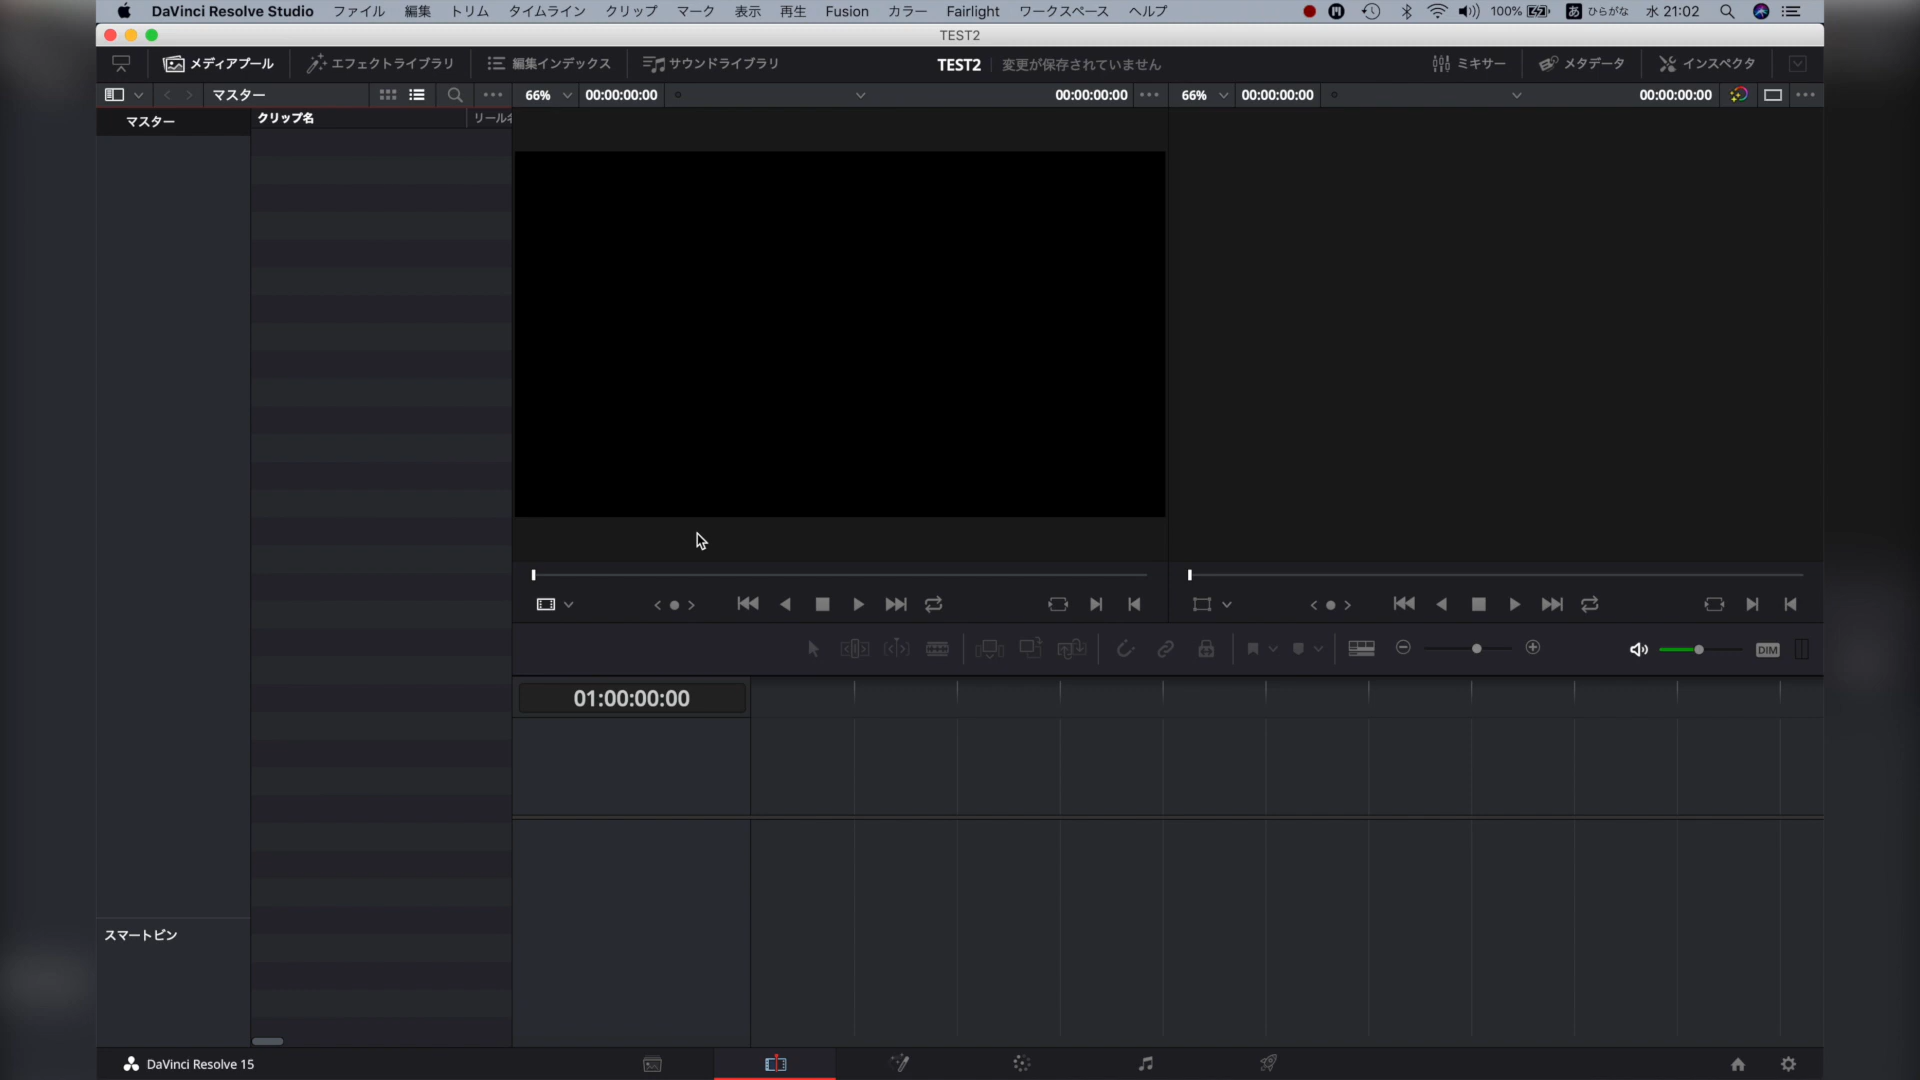 DaVinci Resolve Studio ファイル 編集 トリム タイムライン クリップ マーク 表示 再生 Fusion カラー Fairlight ワークスペース ヘルプ 100% あ ひらがな 水 21:02
TEST2
メディアプール エフェクトライブラリ 編集インデックス サウンドライブラリ TEST2 変更が保存されていません ミキサー メタデータ インスペクタ
マスター 66% 00:00:00:00 00:00:00:00 66% 00:00:00:00 00:00:00:00
マスター クリップ名 リール
DIM
01:00:00:00
スマートビン
DaVinci Resolve 15